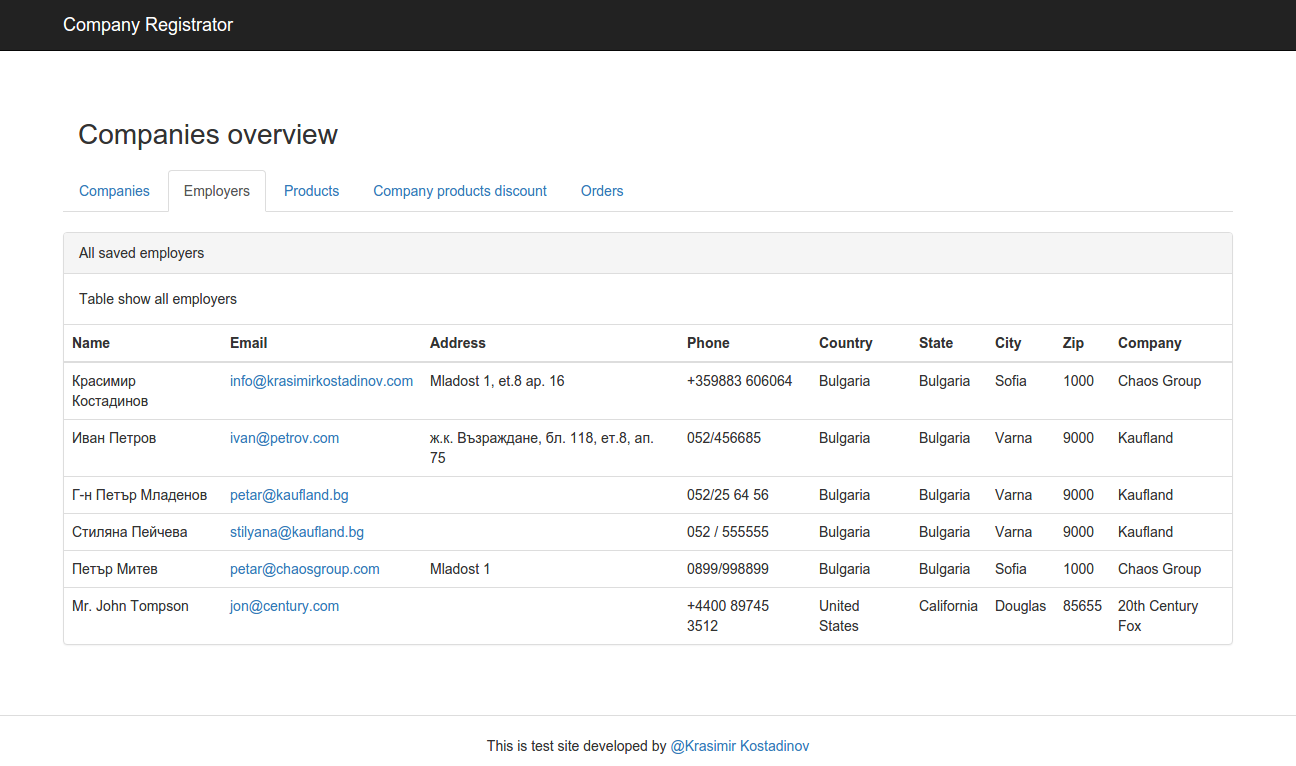 Company Registrator
Companies overview
Companies Employers Products Company products discount Orders
All saved employers
Table show all employers
Name Email Address Phone Country State City Zip Company
Красимир Костадинов info@krasimirkostadinov.com Mladost 1, et.8 ap. 16 +359883 606064 Bulgaria Bulgaria Sofia 1000 Chaos Group
Иван Петров ivan@petrov.com ж.к. Възраждане, бл. 118, ет.8, ап. 75 052/456685 Bulgaria Bulgaria Varna 9000 Kaufland
Г-н Петър Младенов petar@kaufland.bg 052/25 64 56 Bulgaria Bulgaria Varna 9000 Kaufland
Стиляна Пейчева stilyana@kaufland.bg 052 / 555555 Bulgaria Bulgaria Varna 9000 Kaufland
Петър Митев petar@chaosgroup.com Mladost 1 0899/998899 Bulgaria Bulgaria Sofia 1000 Chaos Group
Mr. John Tompson jon@century.com +4400 89745 3512 United States California Douglas 85655 20th Century Fox
This is test site developed by @Krasimir Kostadinov